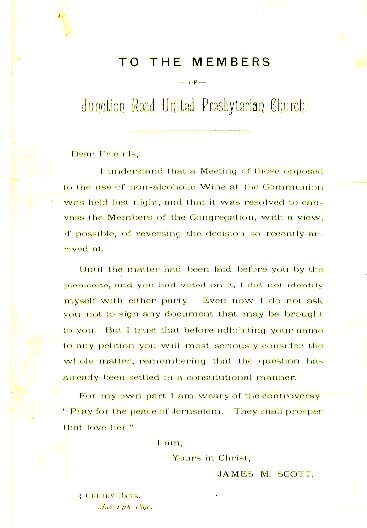 TO THE MEMBERS
—OF—
Junction Road United Presbyterian Church
Dear Friends,
I understand that a Meeting of those opposed
to the use of non-alcoholic Wine at the Communion
was held last night, and that it was resolved to can-
vass the Members of the Congregation, with a view,
if possible, of reversing the decision so recently ar-
rived at.
Until the matter had been laid before you by the
plebiscite, and you had voted on it, I did not identify
myself with either party. Even now I do not ask
you not to sign any document that may be brought
to you. But I trust that before adhibiting your name
to any petition you will most seriously consider the
whole matter, remembering that the question has
already been settled in a constitutional manner.
For my own part I am weary of the controversy.
"Pray for the peace of Jerusalem. They shall prosper
that love her."
I am,
Yours in Christ,
JAMES M. SCOTT.